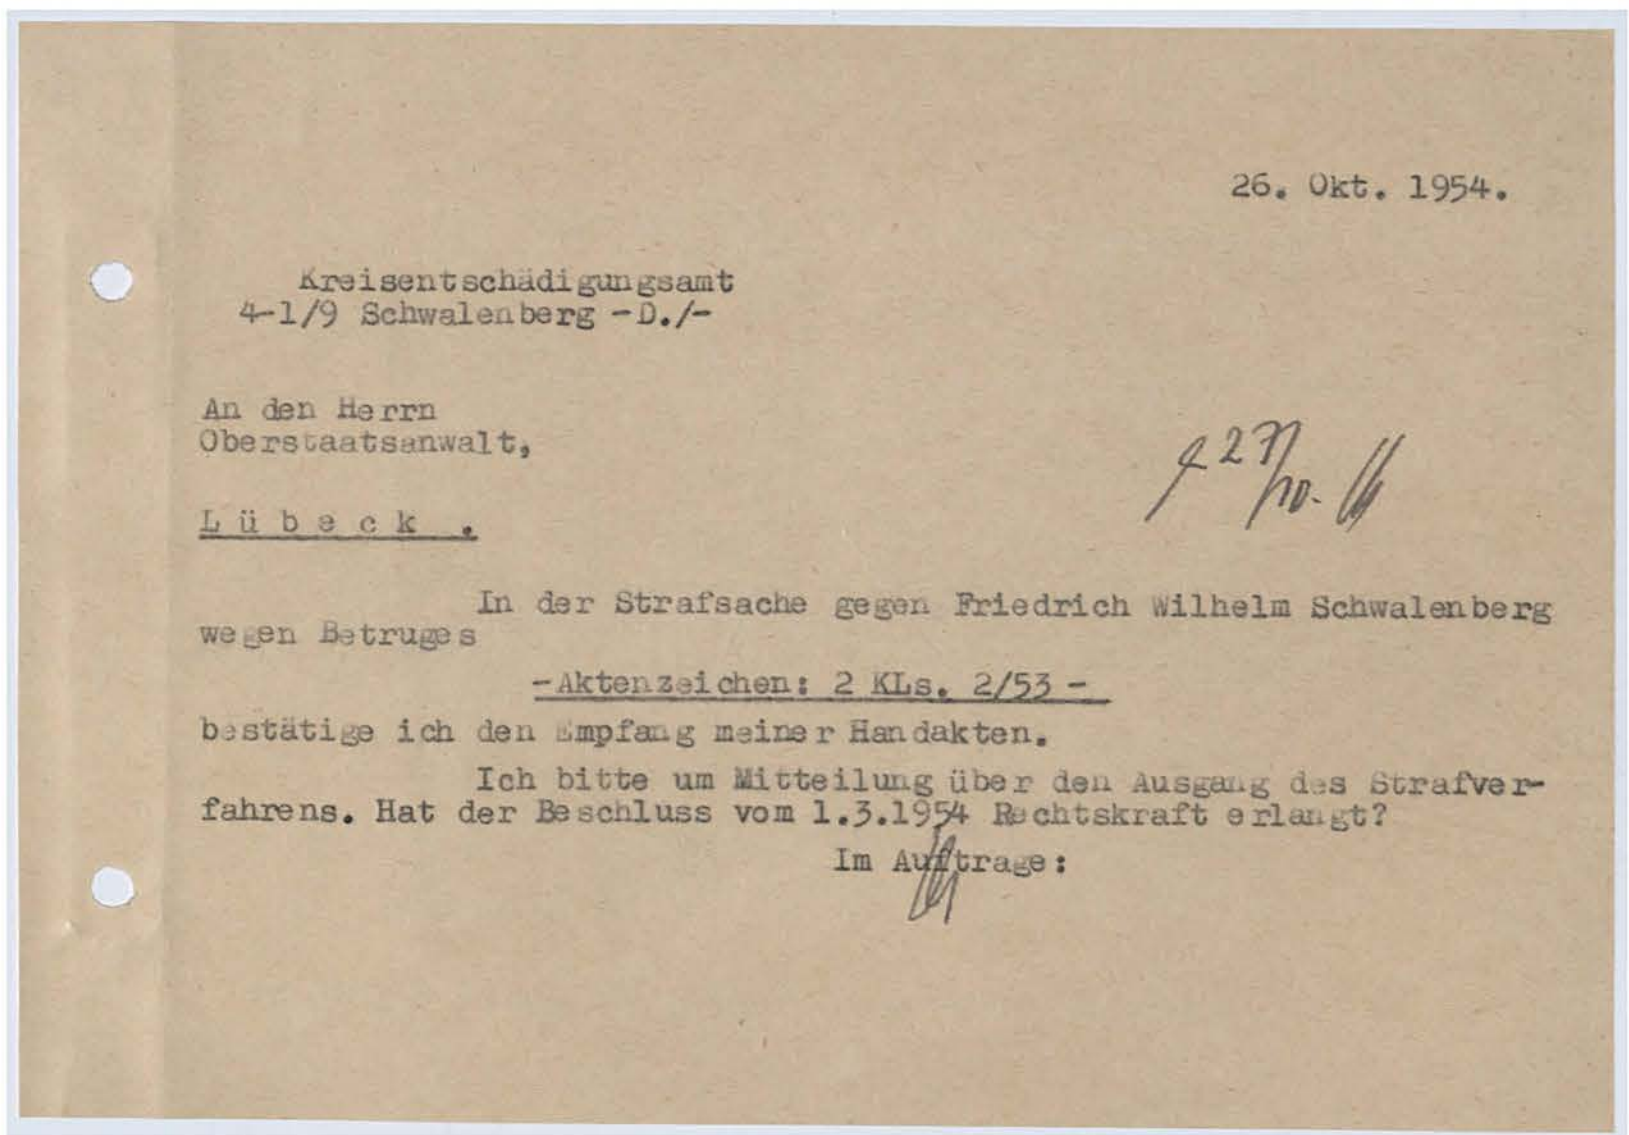 26. Okt. 1954.
Kreisentschädigungsamt
4-1/9 Schwalenberg -D./-
An den Herrn
Oberstaatsanwalt,
27/10.
L ü b e c k .
In der Strafsache gegen Friedrich Wilhelm Schwalenberg
wegen Betruges
-Aktenzeichen: 2 KLs. 2/53 -
bestätige ich den Empfang meiner Handakten.
Ich bitte um Mitteilung über den Ausgang des Strafver-
fahrens. Hat der Beschluss vom 1.3.1954 Rechtskraft erlangt?
Im Auftrage: